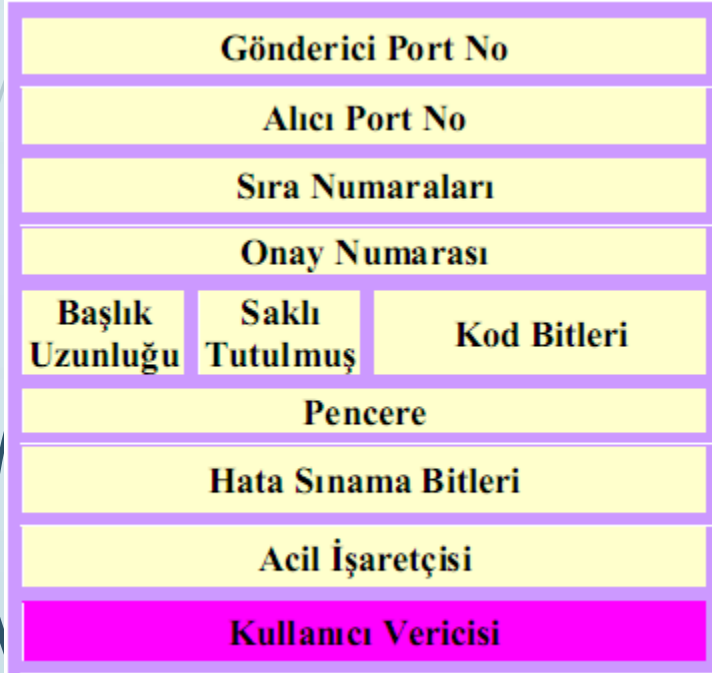 Gönderici Port No
Alıcı Port No
Sıra Numaraları
Onay Numarası
Başlık
Uzunluğu
Saklı
Tutulmuş
Kod Bitleri
Pencere
Hata Sınama Bitleri
Acil İşaretçisi
Kullanıcı Vericisi